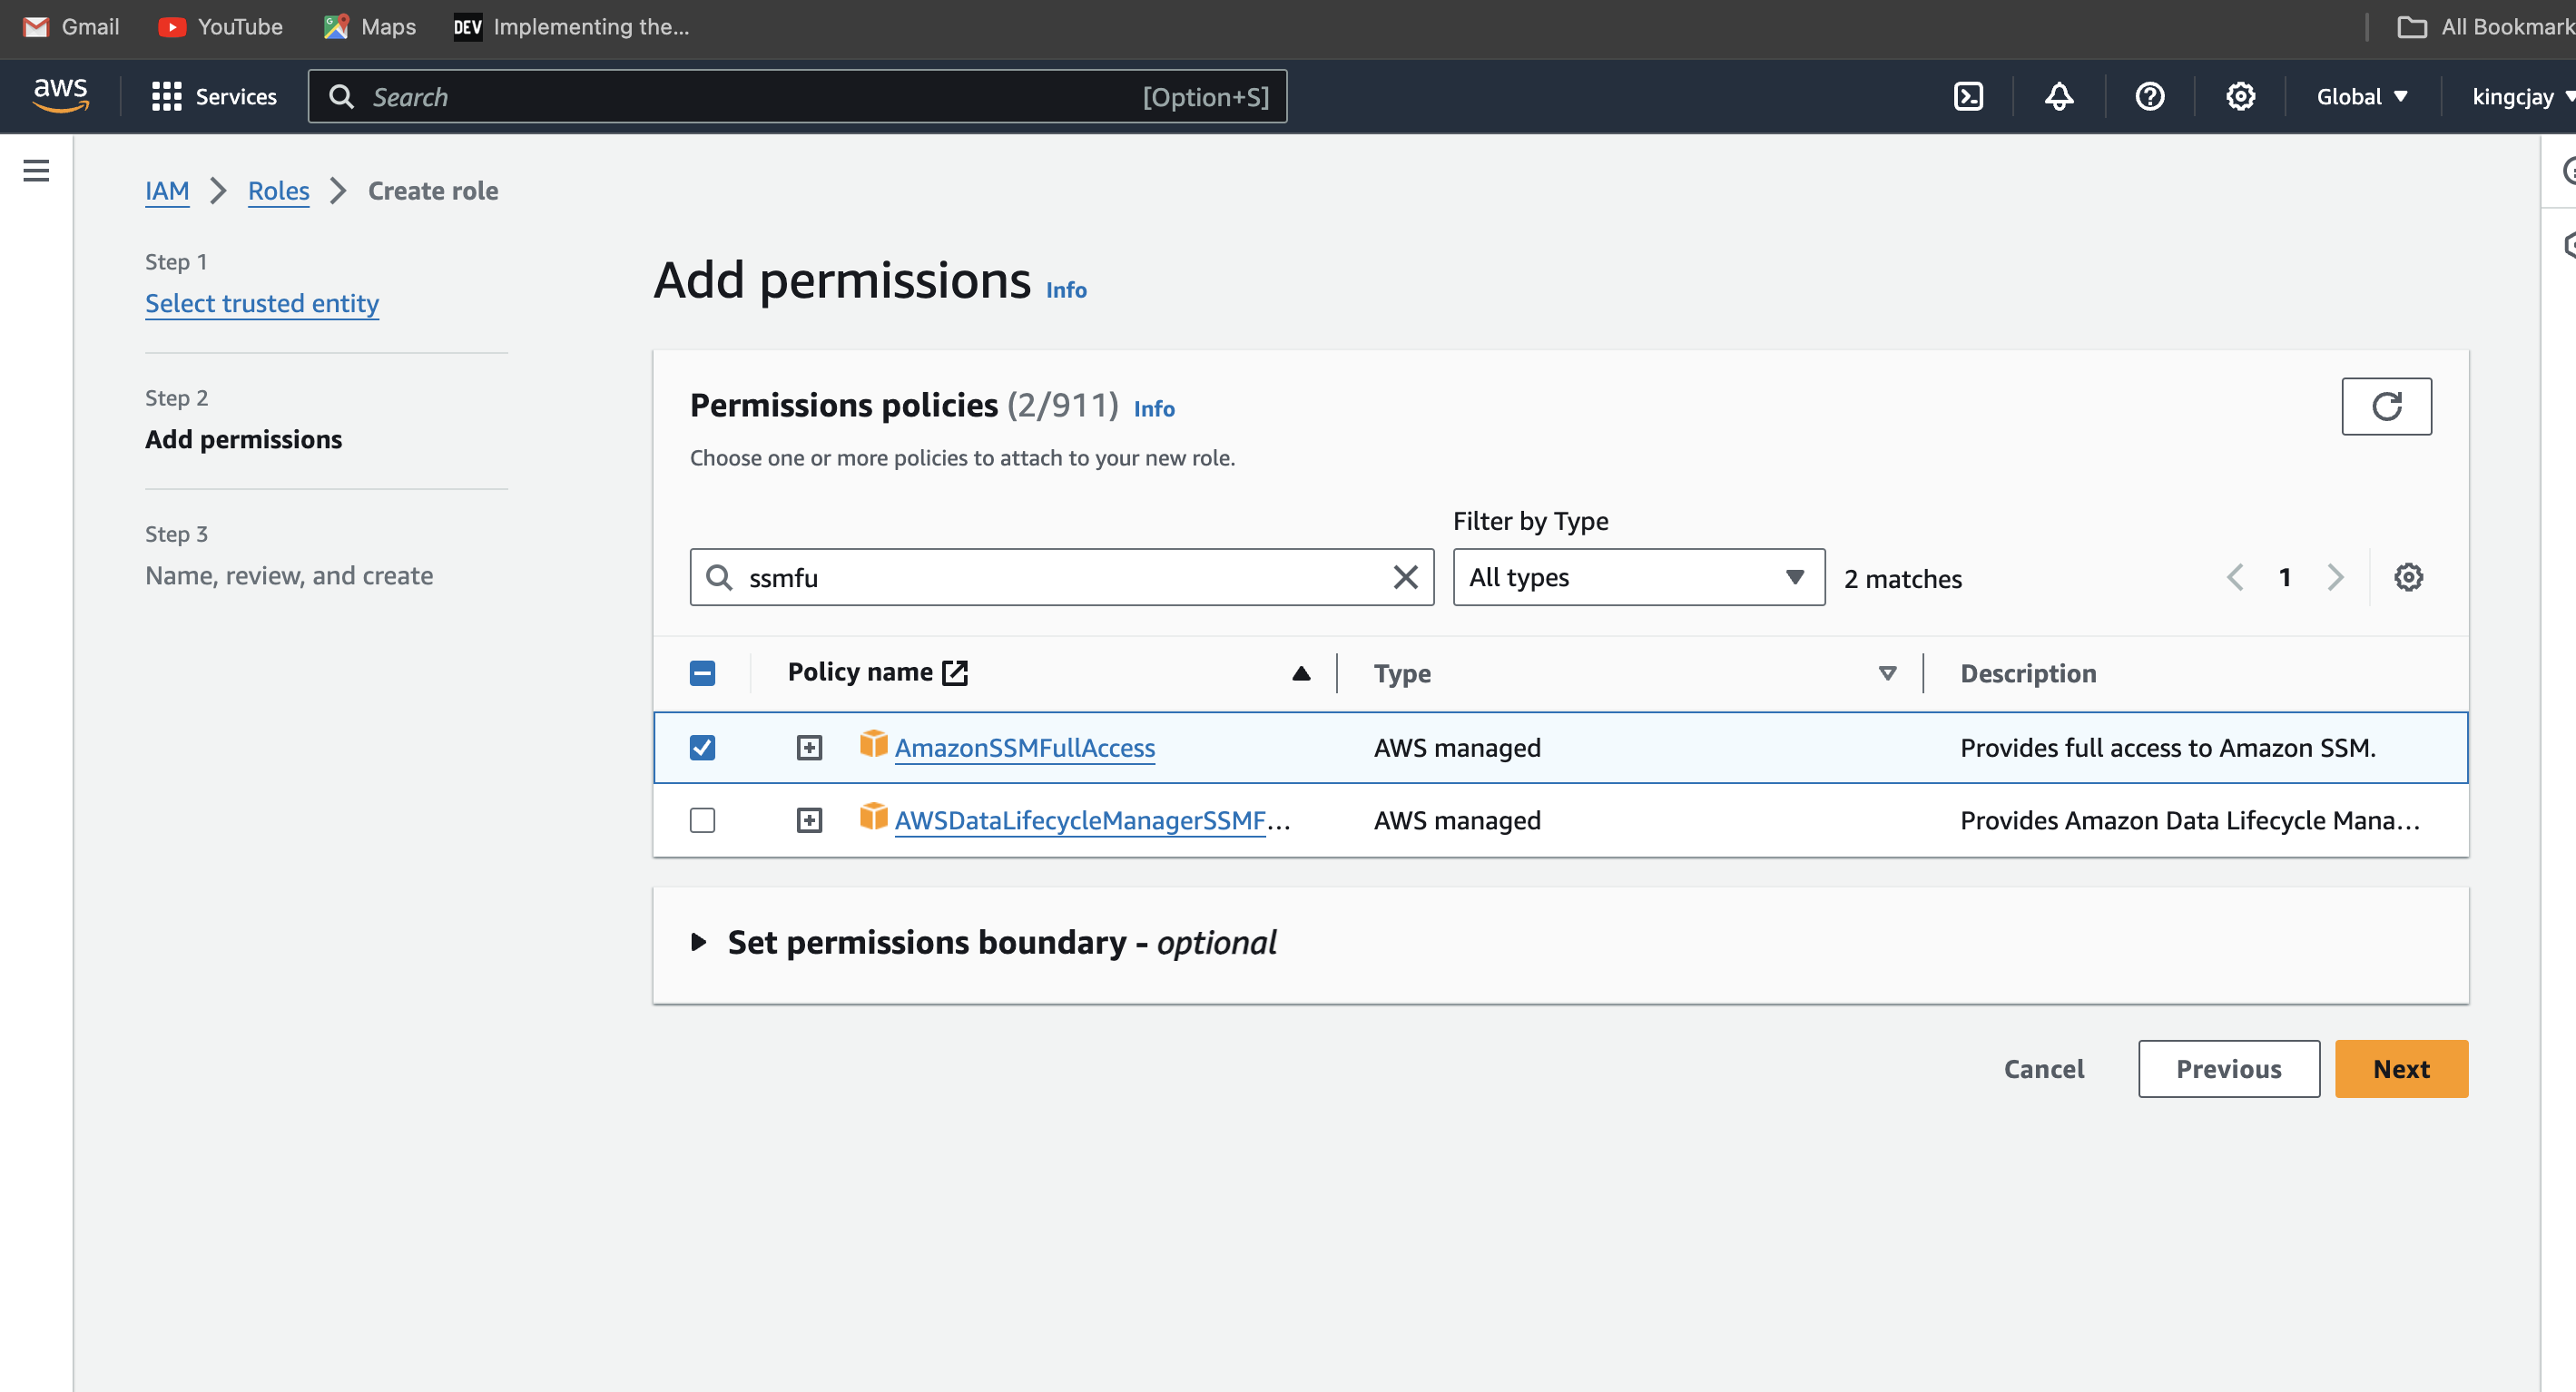 Gmail YouTube Maps DEV Implementing the... All Bookmark
aws Services Search [Option+S] Global kingcjay
IAM Roles Create role
Step 1
Select trusted entity
Step 2
Add permissions
Step 3
Name, review, and create
Add permissions Info
Permissions policies (2/911) Info
Choose one or more policies to attach to your new role.
Filter by Type
ssmfu All types 2 matches 1
Policy name Type Description
AmazonSSMFullAccess AWS managed Provides full access to Amazon SSM.
AWSDataLifecycleManagerSSMF... AWS managed Provides Amazon Data Lifecycle Mana...
Set permissions boundary - optional
Cancel Previous Next